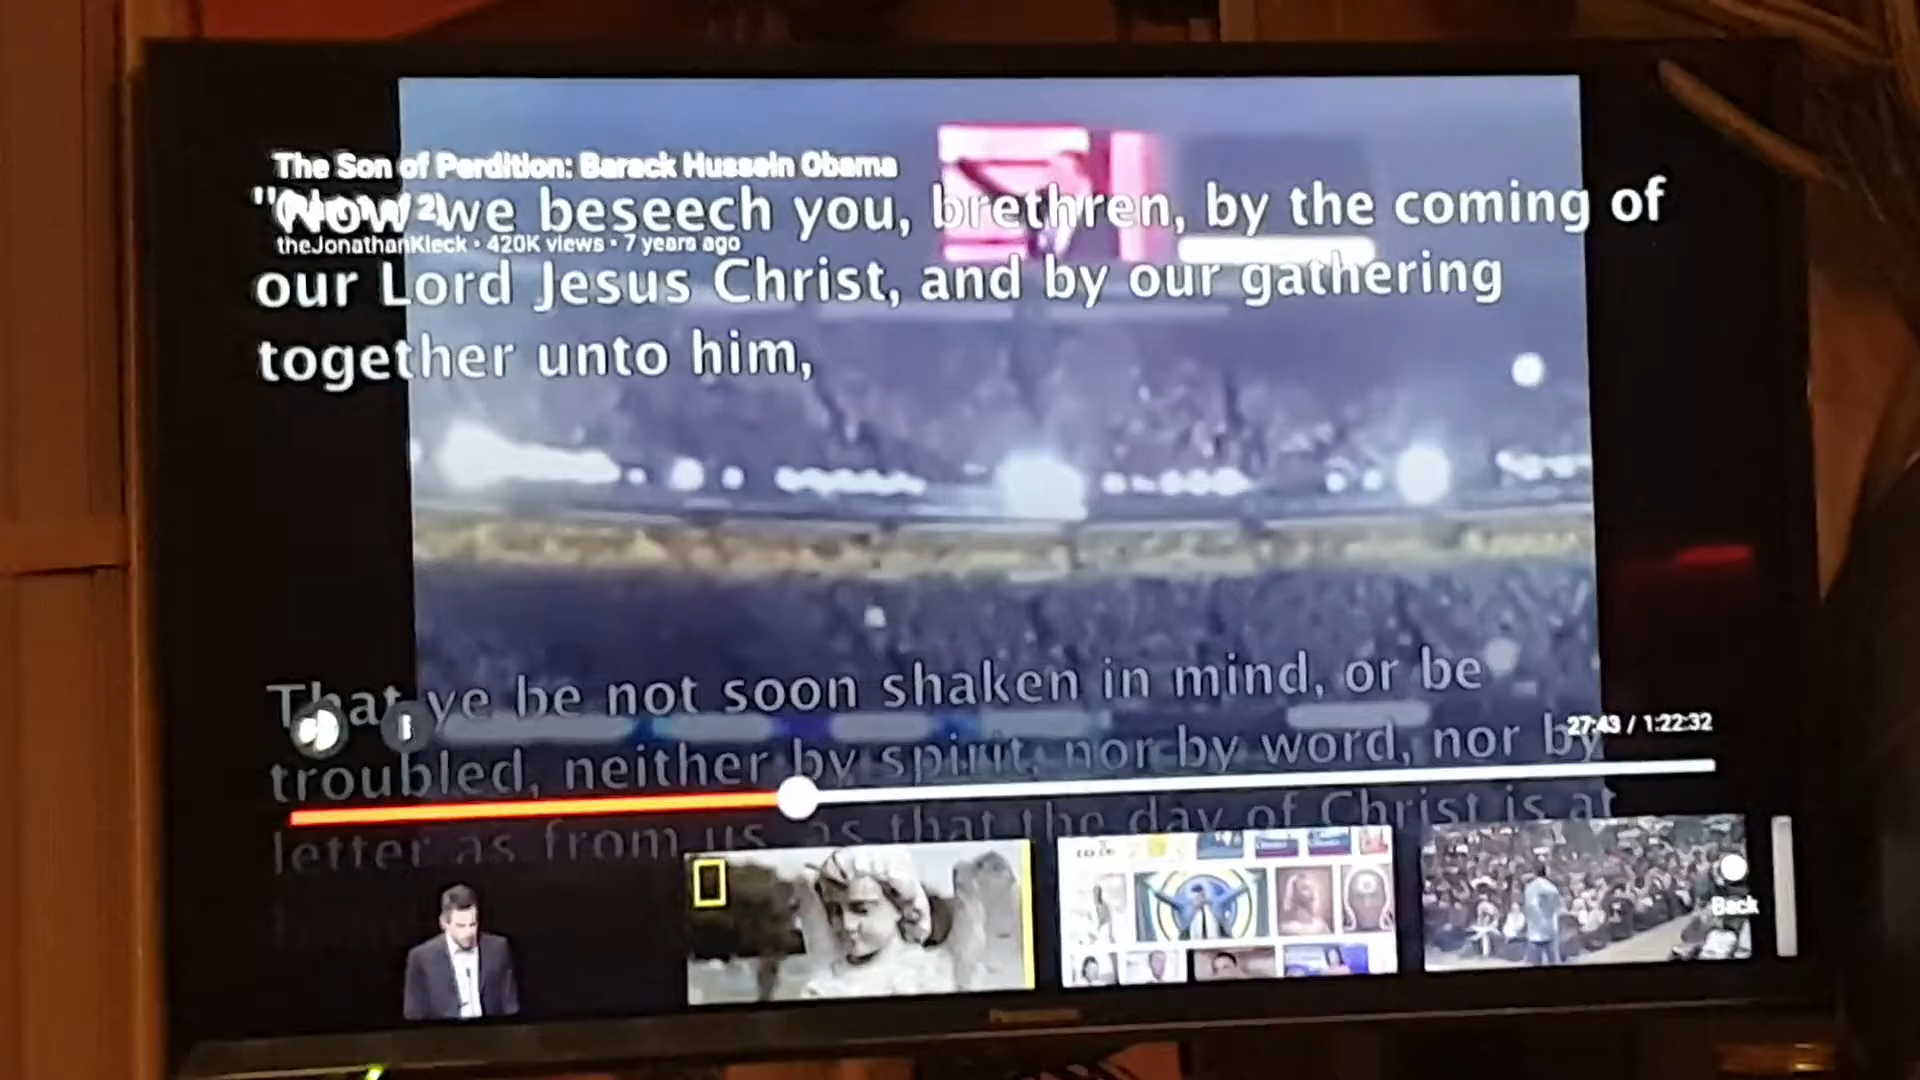 The Son of Perdition: Barack Hussein Obama
"Now we beseech you, brethren, by the coming of
2)
theJonathanKleck • 420K views • 7 years ago
our Lord Jesus Christ, and by our gathering
together unto him,
That ye be not soon shaken in mind, or be
27:43 / 1:22:32
troubled, neither by spirit, nor by word, nor by
letter as from us, as that the day of Christ is at
Back